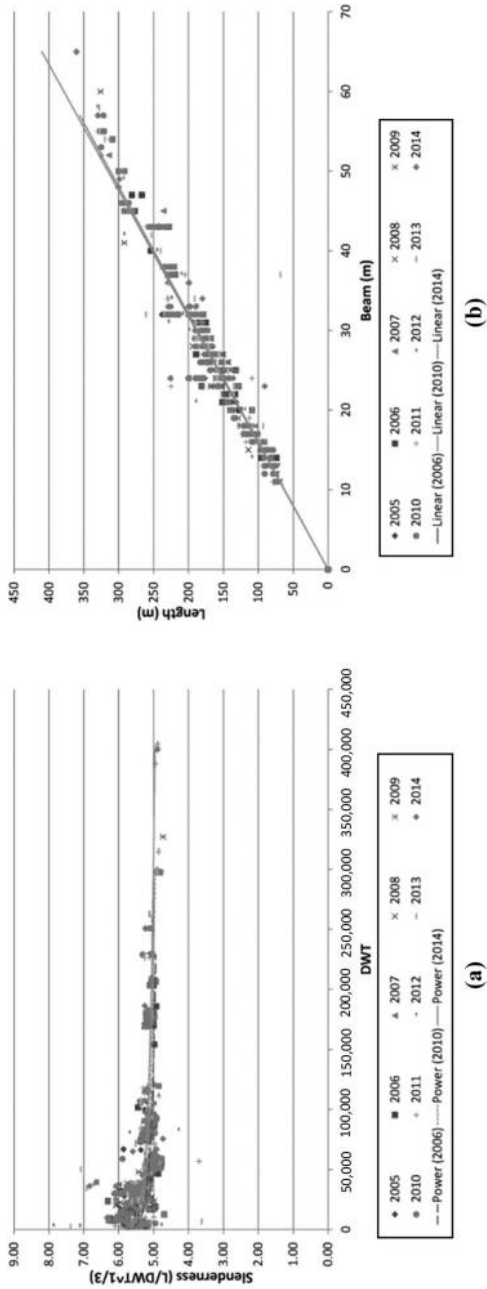 9.00
8.00
7.00
6.00
5.00
4.00
3.00
2.00
1.00
0.00
Slenderness (L/DWT^1/3)
0
50,000
100,000
150,000
200,000
250,000
300,000
350,000
400,000
450,000
DWT
2005 2006 2007 2008 2009
2010 2011 2012 2013 2014
Power (2006) Power (2010) Power (2014)
(a)
450
400
350
300
250
200
150
100
50
0
Length (m)
0 10 20 30 40 50 60 70
Beam (m)
2005 2006 2007 2008 2009
2010 2011 2012 2013 2014
Linear (2006) Linear (2010) Linear (2014)
(b)